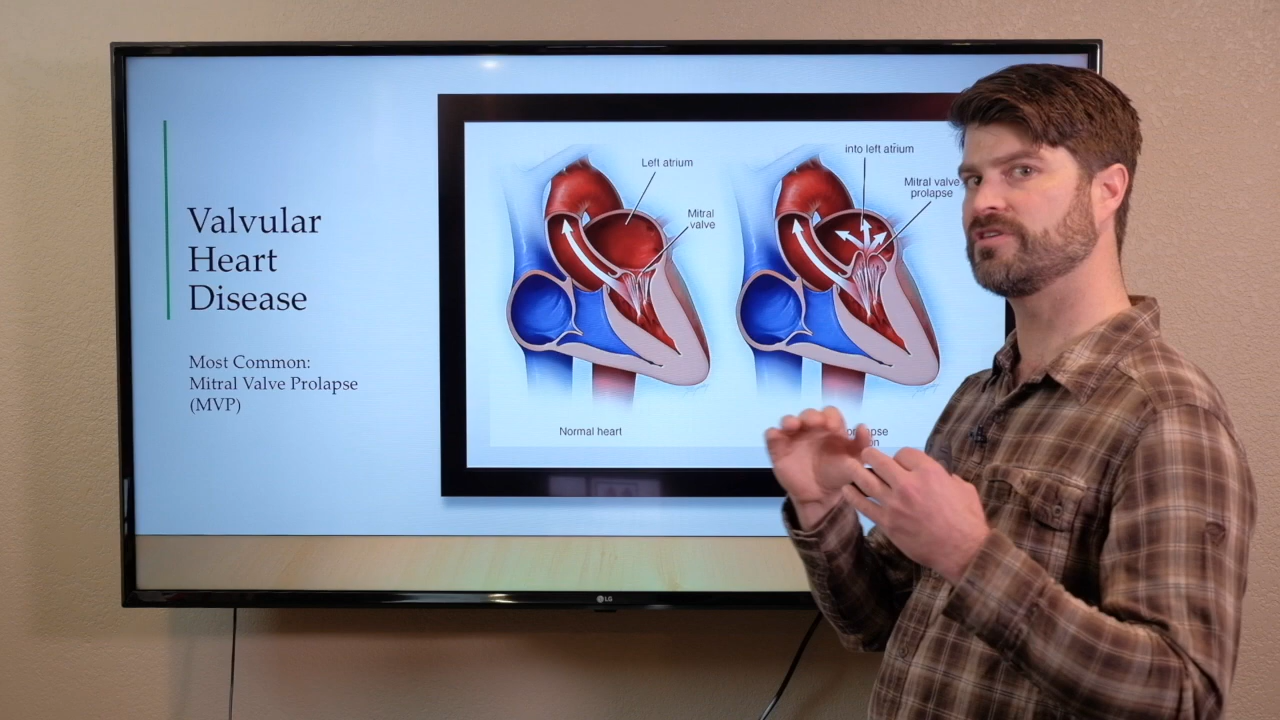 Valvular
Heart
Disease
Most Common:
Mitral Valve Prolapse
(MVP)
Left atrium
Mitral
valve
Normal heart
into left atrium
Mitral valve
prolapse
LG